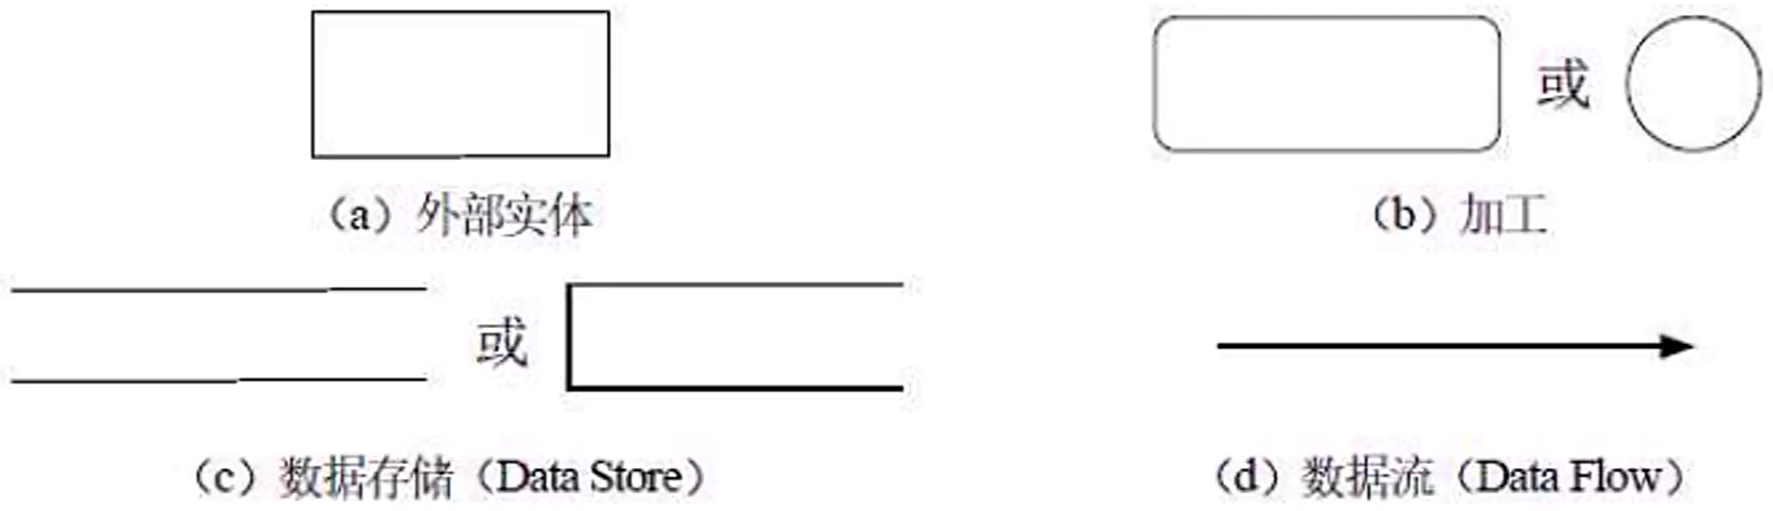 或
（a）外部实体
（b）加工
或
（c）数据存储（Data Store）
（d）数据流（Data Flow）